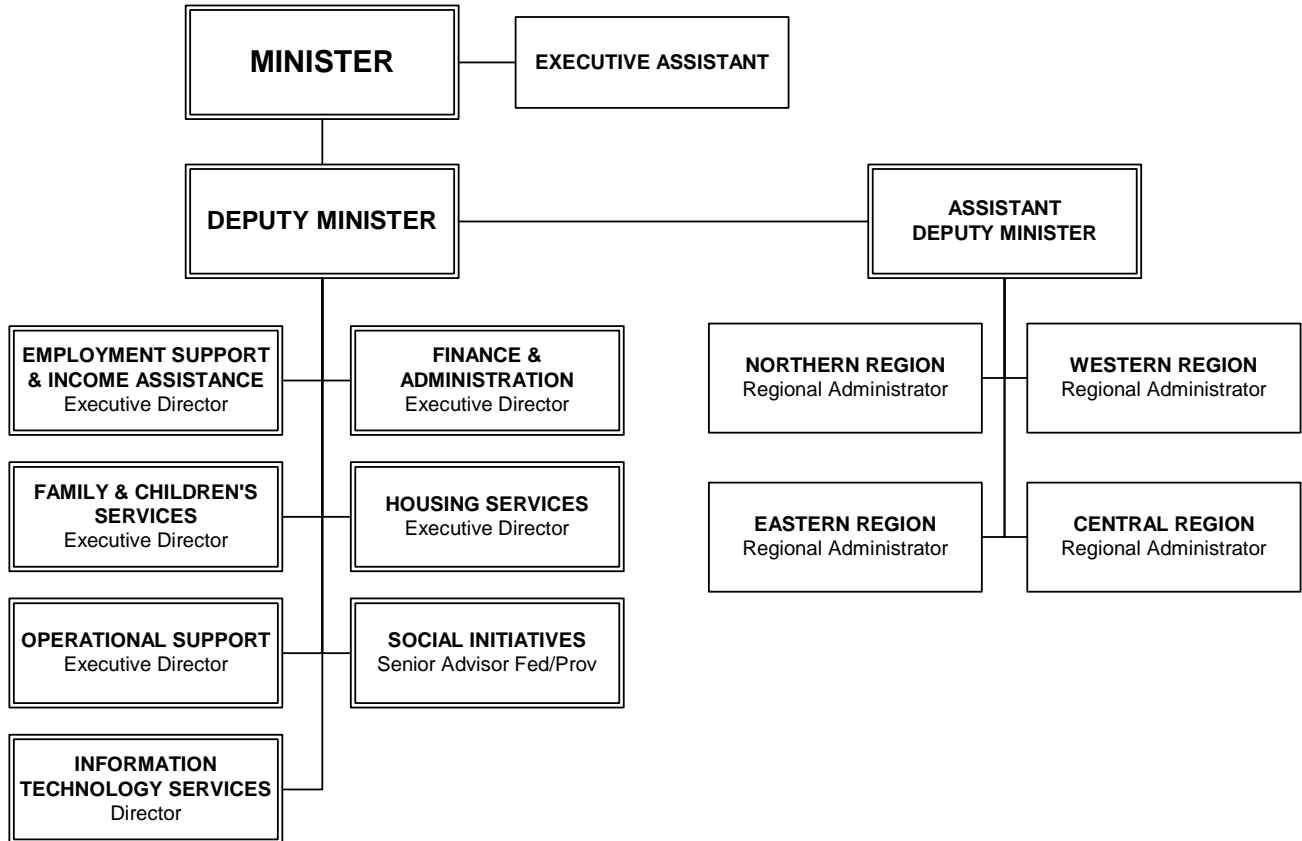 MINISTER
EXECUTIVE ASSISTANT
DEPUTY MINISTER
ASSISTANT
DEPUTY MINISTER
EMPLOYMENT SUPPORT
& INCOME ASSISTANCE
Executive Director
FINANCE &
ADMINISTRATION
Executive Director
NORTHERN REGION
Regional Administrator
WESTERN REGION
Regional Administrator
FAMILY & CHILDREN'S
SERVICES
Executive Director
HOUSING SERVICES
Executive Director
EASTERN REGION
Regional Administrator
CENTRAL REGION
Regional Administrator
OPERATIONAL SUPPORT
Executive Director
SOCIAL INITIATIVES
Senior Advisor Fed/Prov
INFORMATION
TECHNOLOGY SERVICES
Director